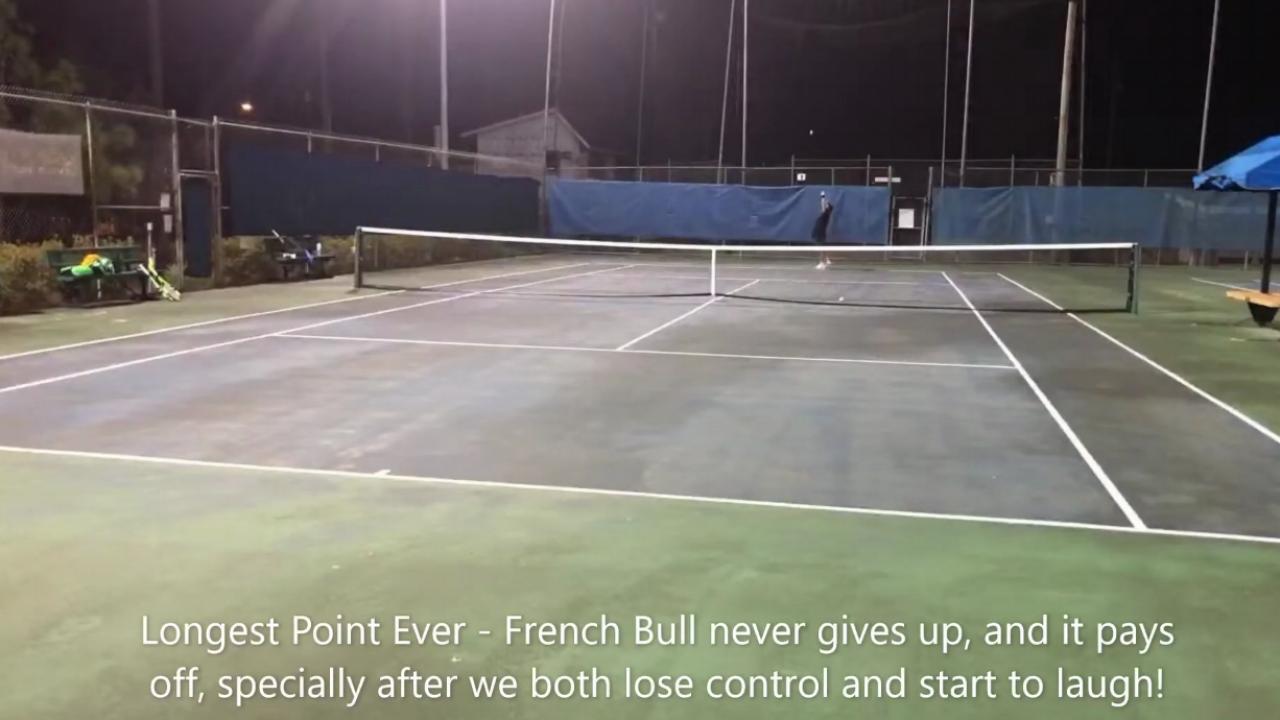 Longest Point Ever - French Bull never gives up, and it pays
off, specially after we both lose control and start to laugh!